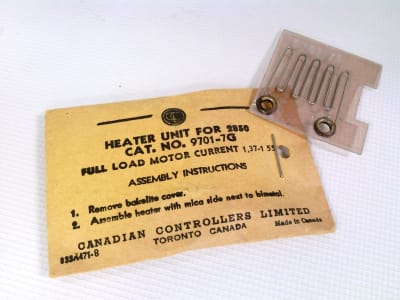 HEATER UNIT FOR 2850
CAT. NO. 9701-7G
FULL LOAD MOTOR CURRENT 1,37-1 55
ASSEMBLY INSTRUCTIONS
1. Remove bakelite cover.
2. Assemble heater with mica side next to bimetal.
CANADIAN CONTROLLERS LIMITED
TORONTO CANADA Made in Canada
833A471-8